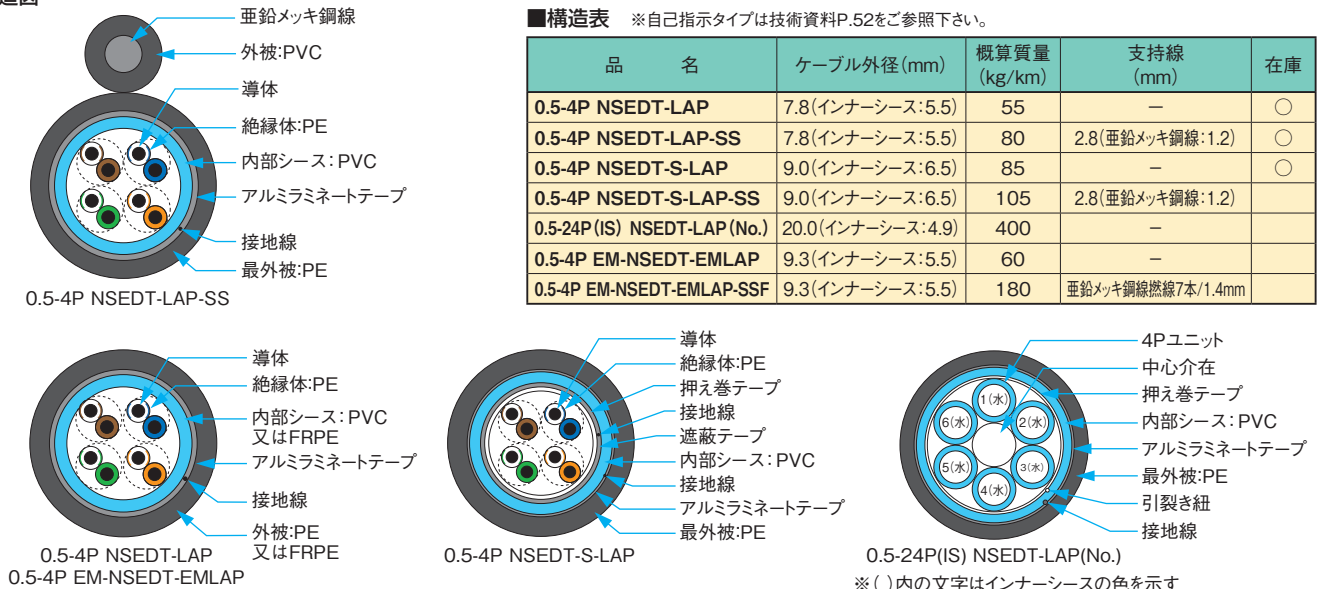 亜鉛メッキ鋼線
外被:PVC
導体
絶縁体:PE
内部シース：PVC
アルミラミネートテープ
接地線
最外被:PE
0.5-4P NSEDT-LAP-SS
■構造表 ※自己指示タイプは技術資料P.52をご参照下さい。
品 名 ケーブル外径(mm) 概算質量(kg/km) 支持線(mm) 在庫
0.5-4P NSEDT-LAP 7.8(インナーシース:5.5) 55 − ○
0.5-4P NSEDT-LAP-SS 7.8(インナーシース:5.5) 80 2.8(亜鉛メッキ鋼線:1.2) ○
0.5-4P NSEDT-S-LAP 9.0(インナーシース:6.5) 85 − ○
0.5-4P NSEDT-S-LAP-SS 9.0(インナーシース:6.5) 105 2.8(亜鉛メッキ鋼線:1.2)
0.5-24P(IS) NSEDT-LAP(No.) 20.0(インナーシース:4.9) 400 −
0.5-4P EM-NSEDT-EMLAP 9.3(インナーシース:5.5) 60 −
0.5-4P EM-NSEDT-EMLAP-SSF 9.3(インナーシース:5.5) 180 亜鉛メッキ鋼線撚線7本/1.4mm
導体
絶縁体:PE
内部シース：PVC
又はFRPE
アルミラミネートテープ
接地線
外被:PE
又はFRPE
0.5-4P NSEDT-LAP
0.5-4P EM-NSEDT-EMLAP
導体
絶縁体:PE
押え巻テープ
接地線
遮蔽テープ
内部シース：PVC
接地線
アルミラミネートテープ
最外被:PE
0.5-4P NSEDT-S-LAP
4Pユニット
中心介在
押え巻テープ
内部シース：PVC
アルミラミネートテープ
最外被:PE
引裂き紐
接地線
1(水)
2(水)
3(水)
4(水)
5(水)
6(水)
0.5-24P(IS) NSEDT-LAP(No.)
※( )内の文字はインナーシースの色を示す